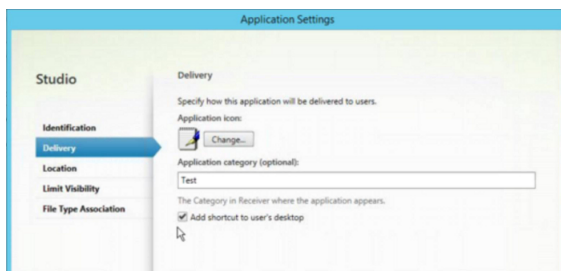 Application Settings
Studio
Identification
Delivery
Location
Limit Visibility
File Type Association
Delivery
Specify how this application will be delivered to users.
Application icon:
Change...
Application category (optional):
Test
The Category in Receiver where the application appears.
Add shortcut to user's desktop